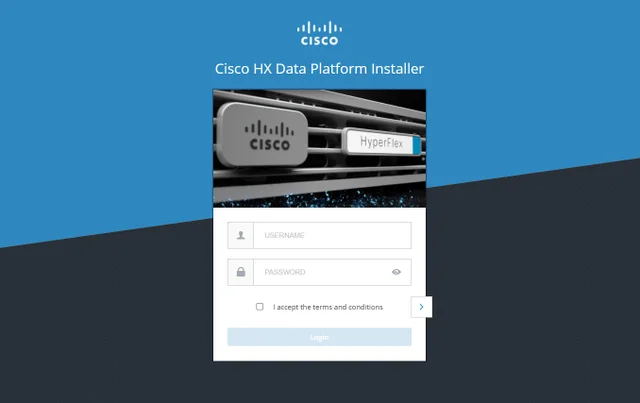 CISCO
Cisco HX Data Platform Installer
CISCO
HyperFlex
USERNAME
PASSWORD
I accept the terms and conditions
Login